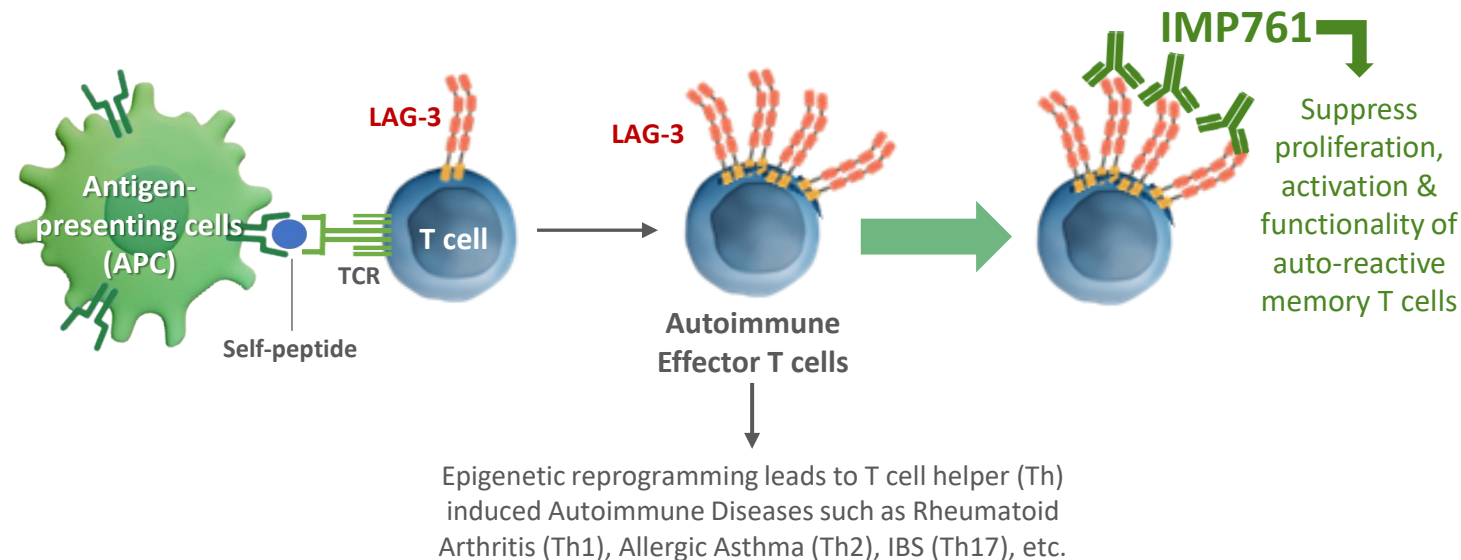 IMP761
LAG-3
LAG-3
Antigen-
presenting cells
(APC)
T cell
TCR
Self-peptide
Autoimmune
Effector T cells
Suppress
proliferation,
activation &
functionality of
auto-reactive
memory T cells
Epigenetic reprogramming leads to T cell helper (Th)
induced Autoimmune Diseases such as Rheumatoid
Arthritis (Th1), Allergic Asthma (Th2), IBS (Th17), etc.